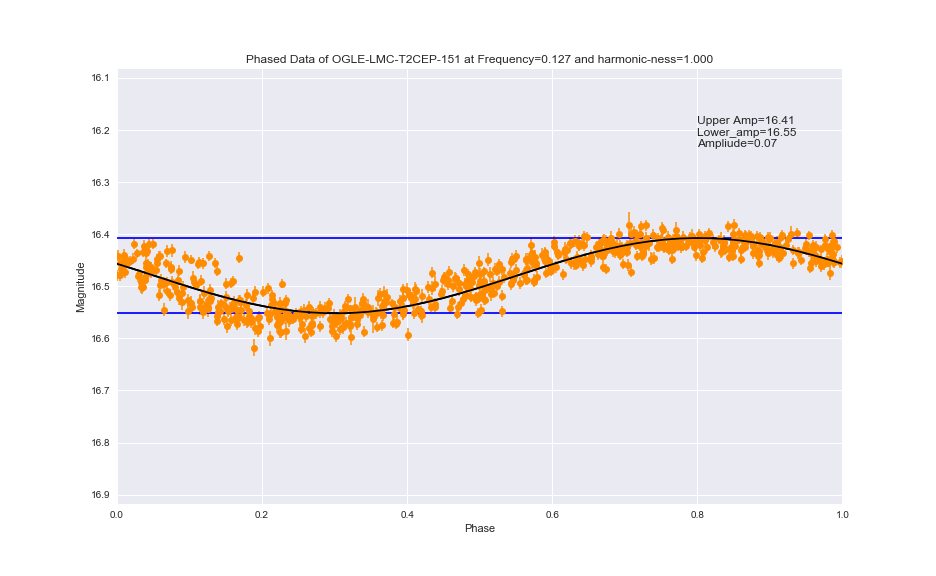 Phased Data of OGLE-LMC-T2CEP-151 at Frequency=0.127 and harmonic-ness=1.000
16.1
16.2
16.3
16.4
16.5
16.6
16.7
16.8
16.9
Magnitude
Upper Amp=16.41
Lower_amp=16.55
Ampliude=0.07
0.0
0.2
0.4
0.6
0.8
1.0
Phase